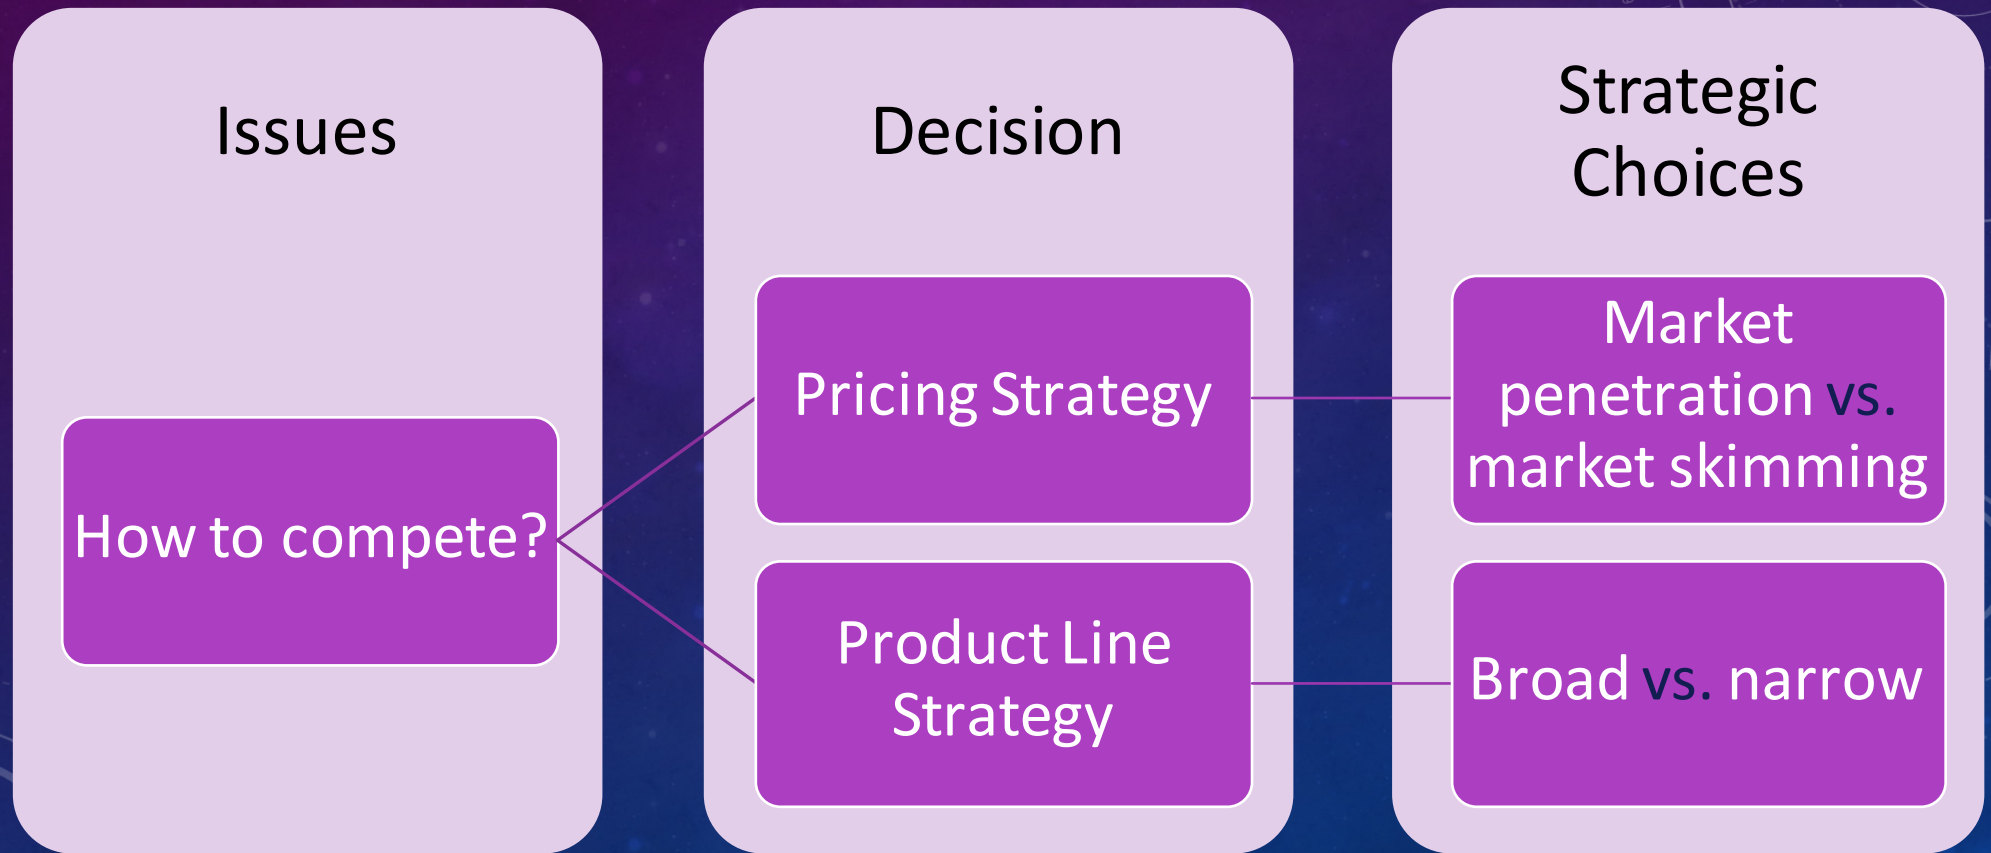 Issues
Decision
Strategic
Choices
How to compete?
Pricing Strategy
Product Line
Strategy
Market
penetration vs.
market skimming
Broad vs. narrow